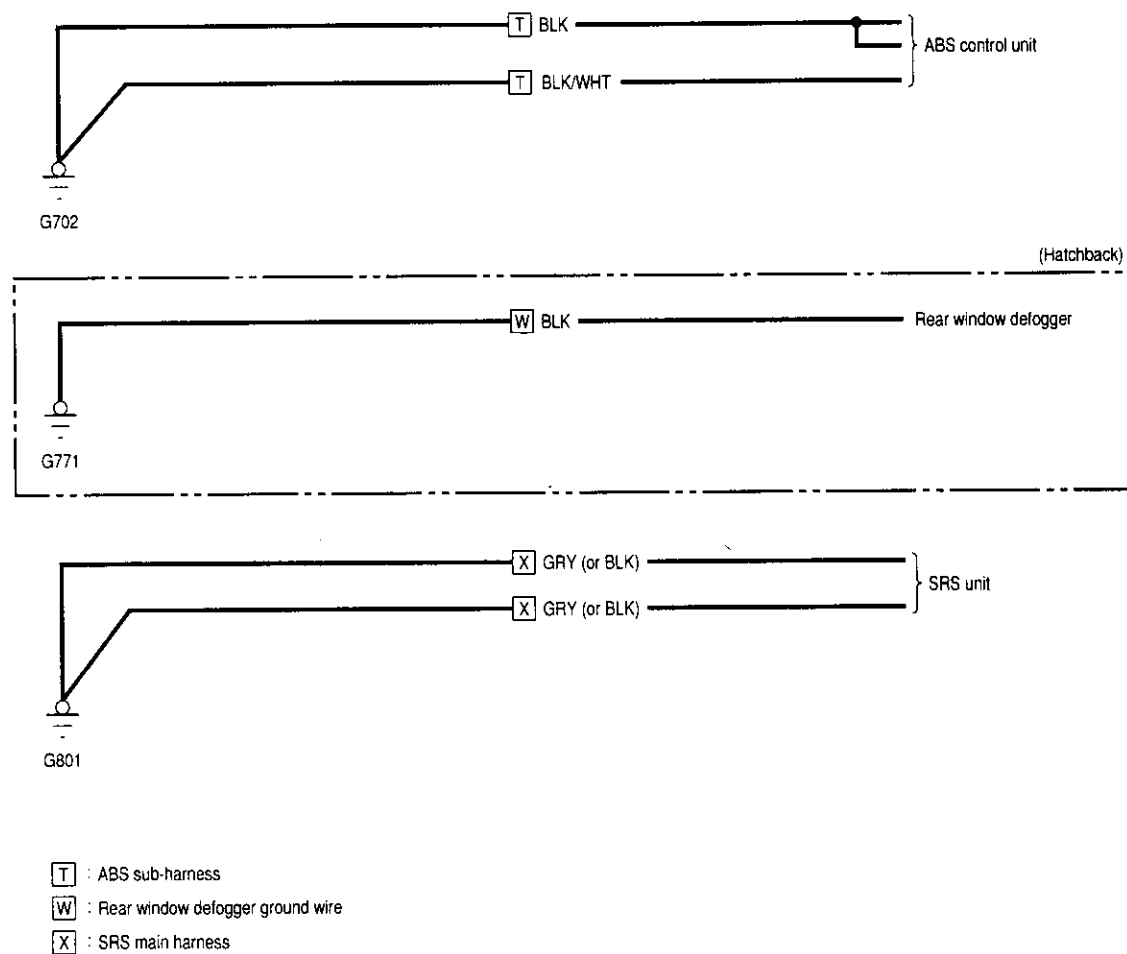 T BLK
ABS control unit
T BLK/WHT
G702
(Hatchback)
W BLK
Rear window defogger
G771
X GRY (or BLK)
SRS unit
X GRY (or BLK)
G801
T : ABS sub-harness
W : Rear window defogger ground wire
X : SRS main harness